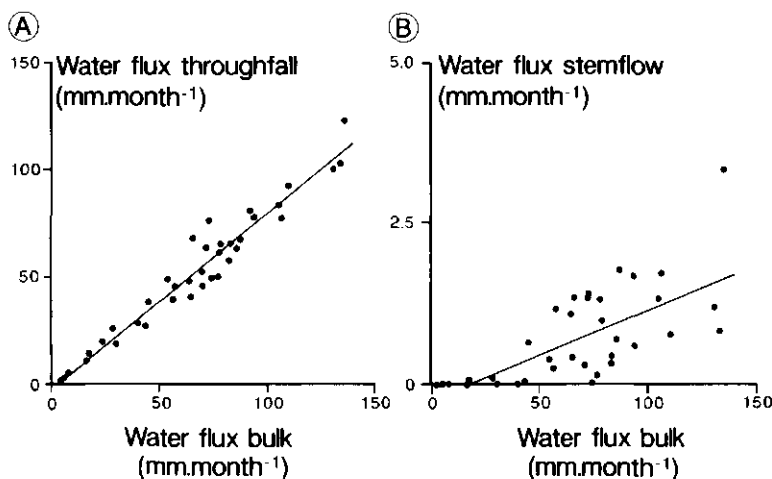 A
Water flux throughfall
(mm.month-1)
150
100
50
0
0
50
100
150
Water flux bulk
(mm.month-1)
B
Water flux stemflow
(mm.month-1)
5.0
2.5
0
0
50
100
150
Water flux bulk
(mm.month-1)